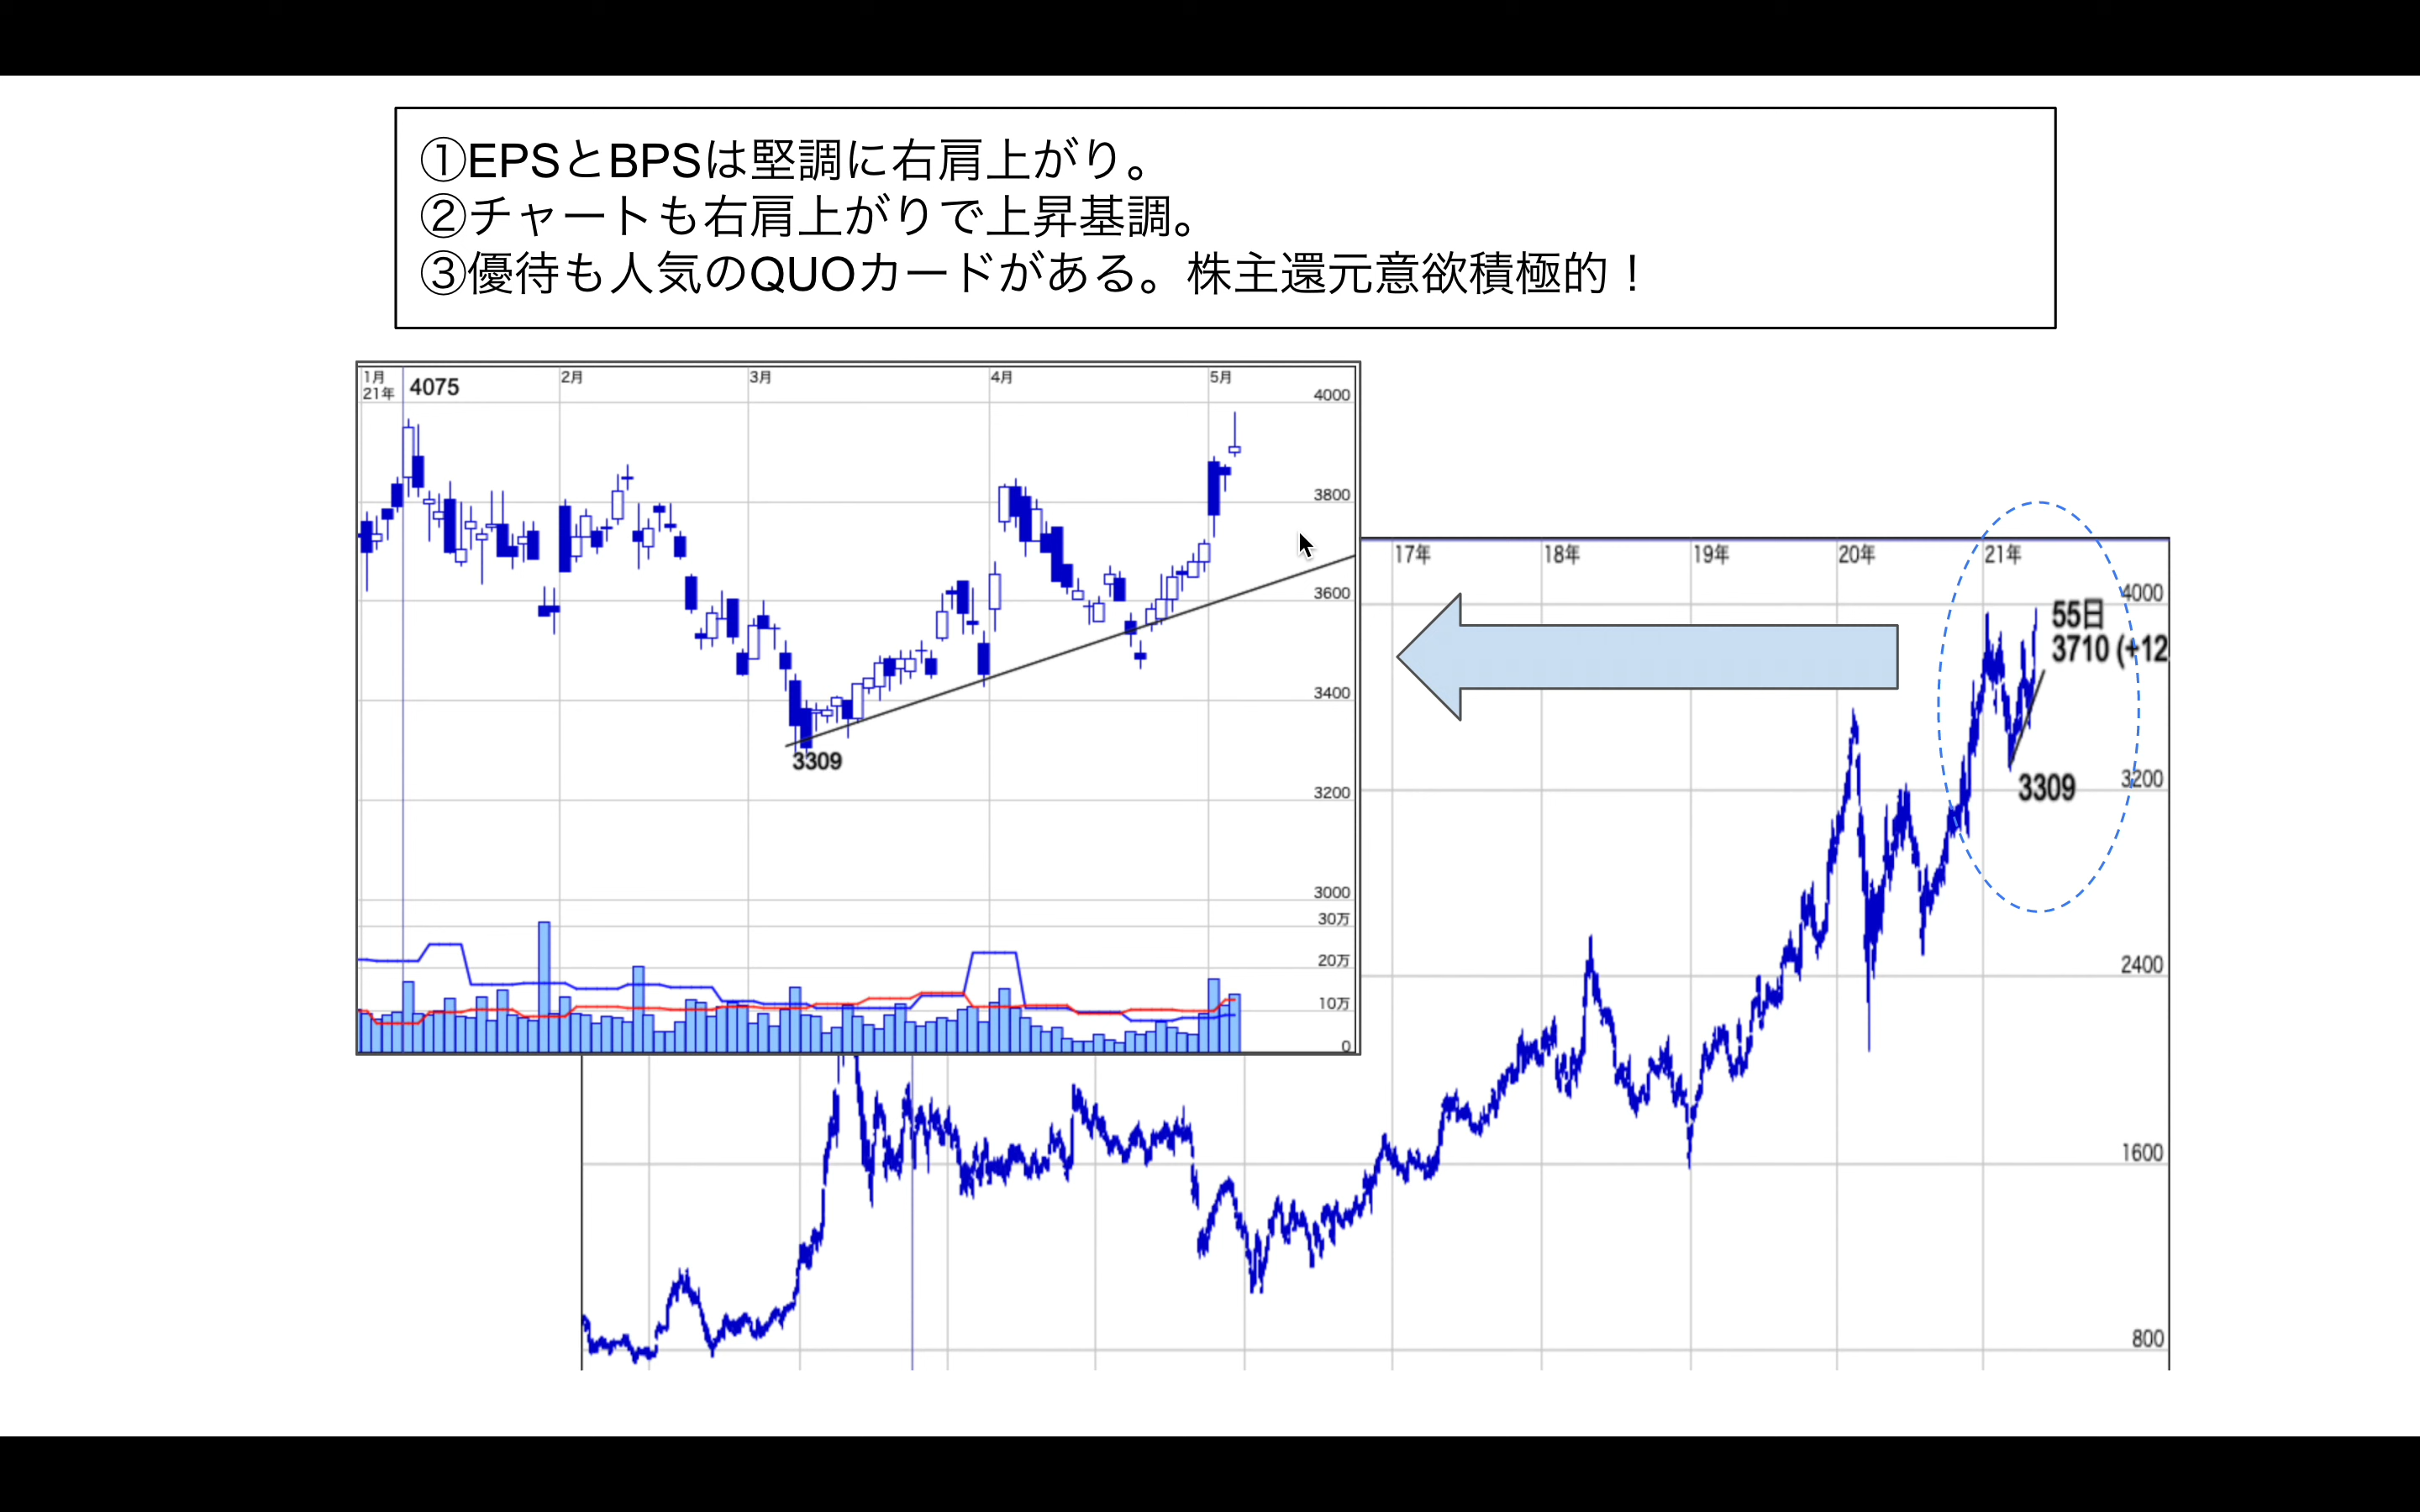 ①EPSとBPSは堅調に右肩上がり。
②チャートも右肩上がりで上昇基調。
③優待も人気のQUOカードがある。株主還元意欲積極的！
1月 2月 3月 4月 5月
21年 4075
4000
3800
3600
3400
3309
3200
3000
30万
20万
10万
0
17年 18年 19年 20年 21年
4000
55日
3710 (+12
3200
3309
2400
1600
800